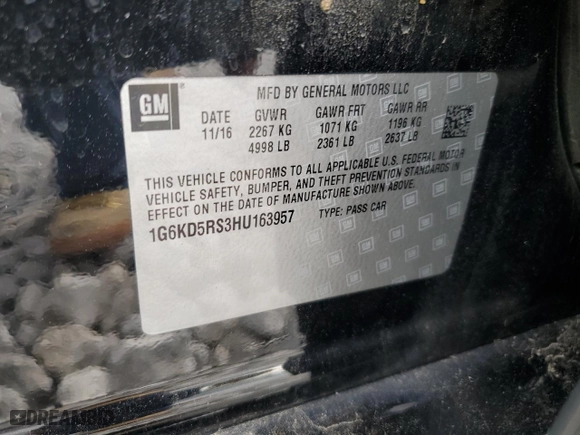 GM
MFD BY GENERAL MOTORS LLC
DATE GVWR GAWR FRT GAWR RR
11/16 2267 KG 1071 KG 1196 KG
4998 LB 2361 LB 2637 LB
THIS VEHICLE CONFORMS TO ALL APPLICABLE U.S. FEDERAL MOTOR
VEHICLE SAFETY, BUMPER, AND THEFT PREVENTION STANDARDS IN
EFFECT ON THE DATE OF MANUFACTURE SHOWN ABOVE.
1G6KD5RS3HU163957 TYPE: PASS CAR
DREAMBID